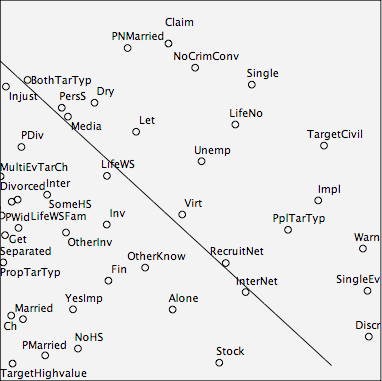 Claim
PNMarried
NoCrimConv
Single
BothTarTyp
Injust
PersS
Dry
Media
Let
LifeNo
TargetCivil
PDiv
Unemp
MultiEvTarCh
LifeWS
Divorced
Inter
SomeHS
Impl
PWid
LifeWSFam
Inv
Virt
PplTarTyp
Get
OtherInv
Separated
OtherKnow
RecruitNet
Warn
PropTarTyp
Fin
InterNet
SingleEv
Married
YesImp
Alone
Ch
Discr
PMarried
NoHS
Stock
TargetHighvalue